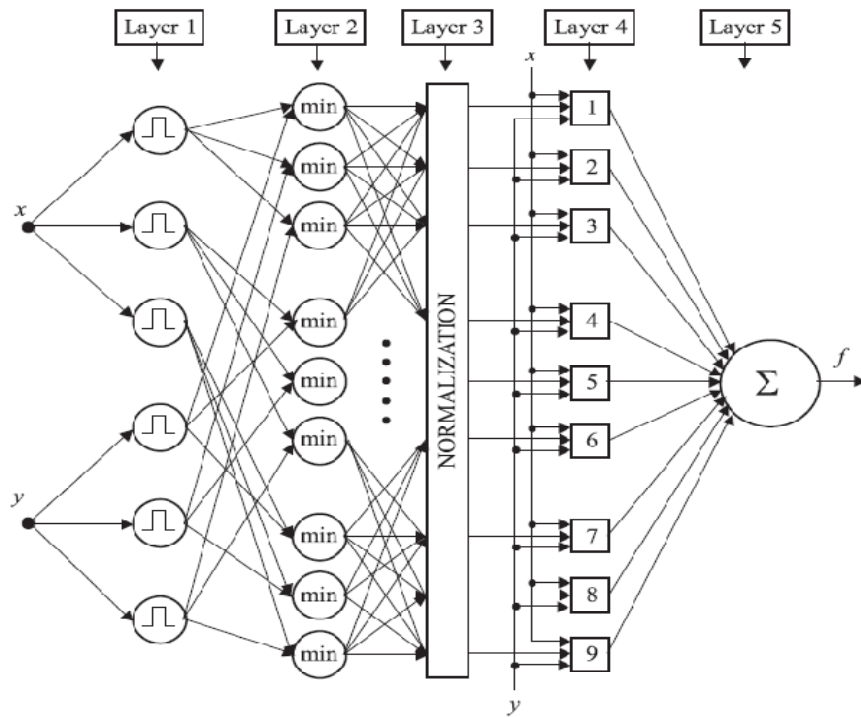 Layer 1
Layer 2
Layer 3
Layer 4
Layer 5
x
min
min
min
min
min
min
min
min
min
x
y
NORMALIZATION
1
2
3
4
5
6
7
8
9
Σ
f
y